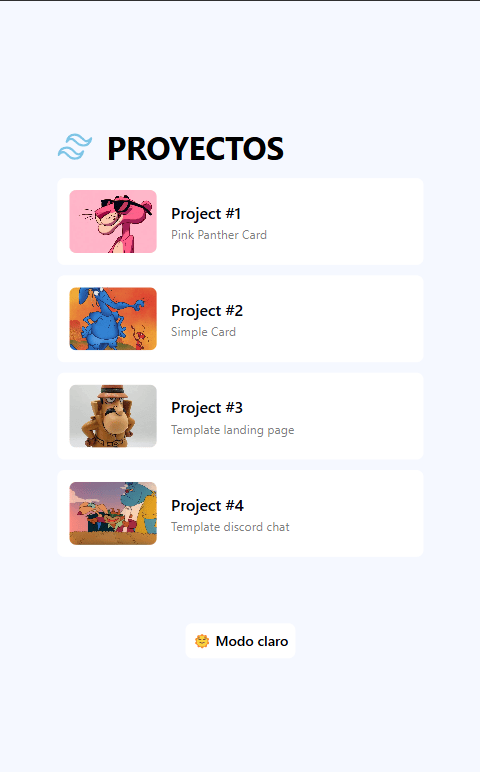 PROYECTOS
Project #1
Pink Panther Card
Project #2
Simple Card
Project #3
Template landing page
Project #4
Template discord chat
🌞 Modo claro